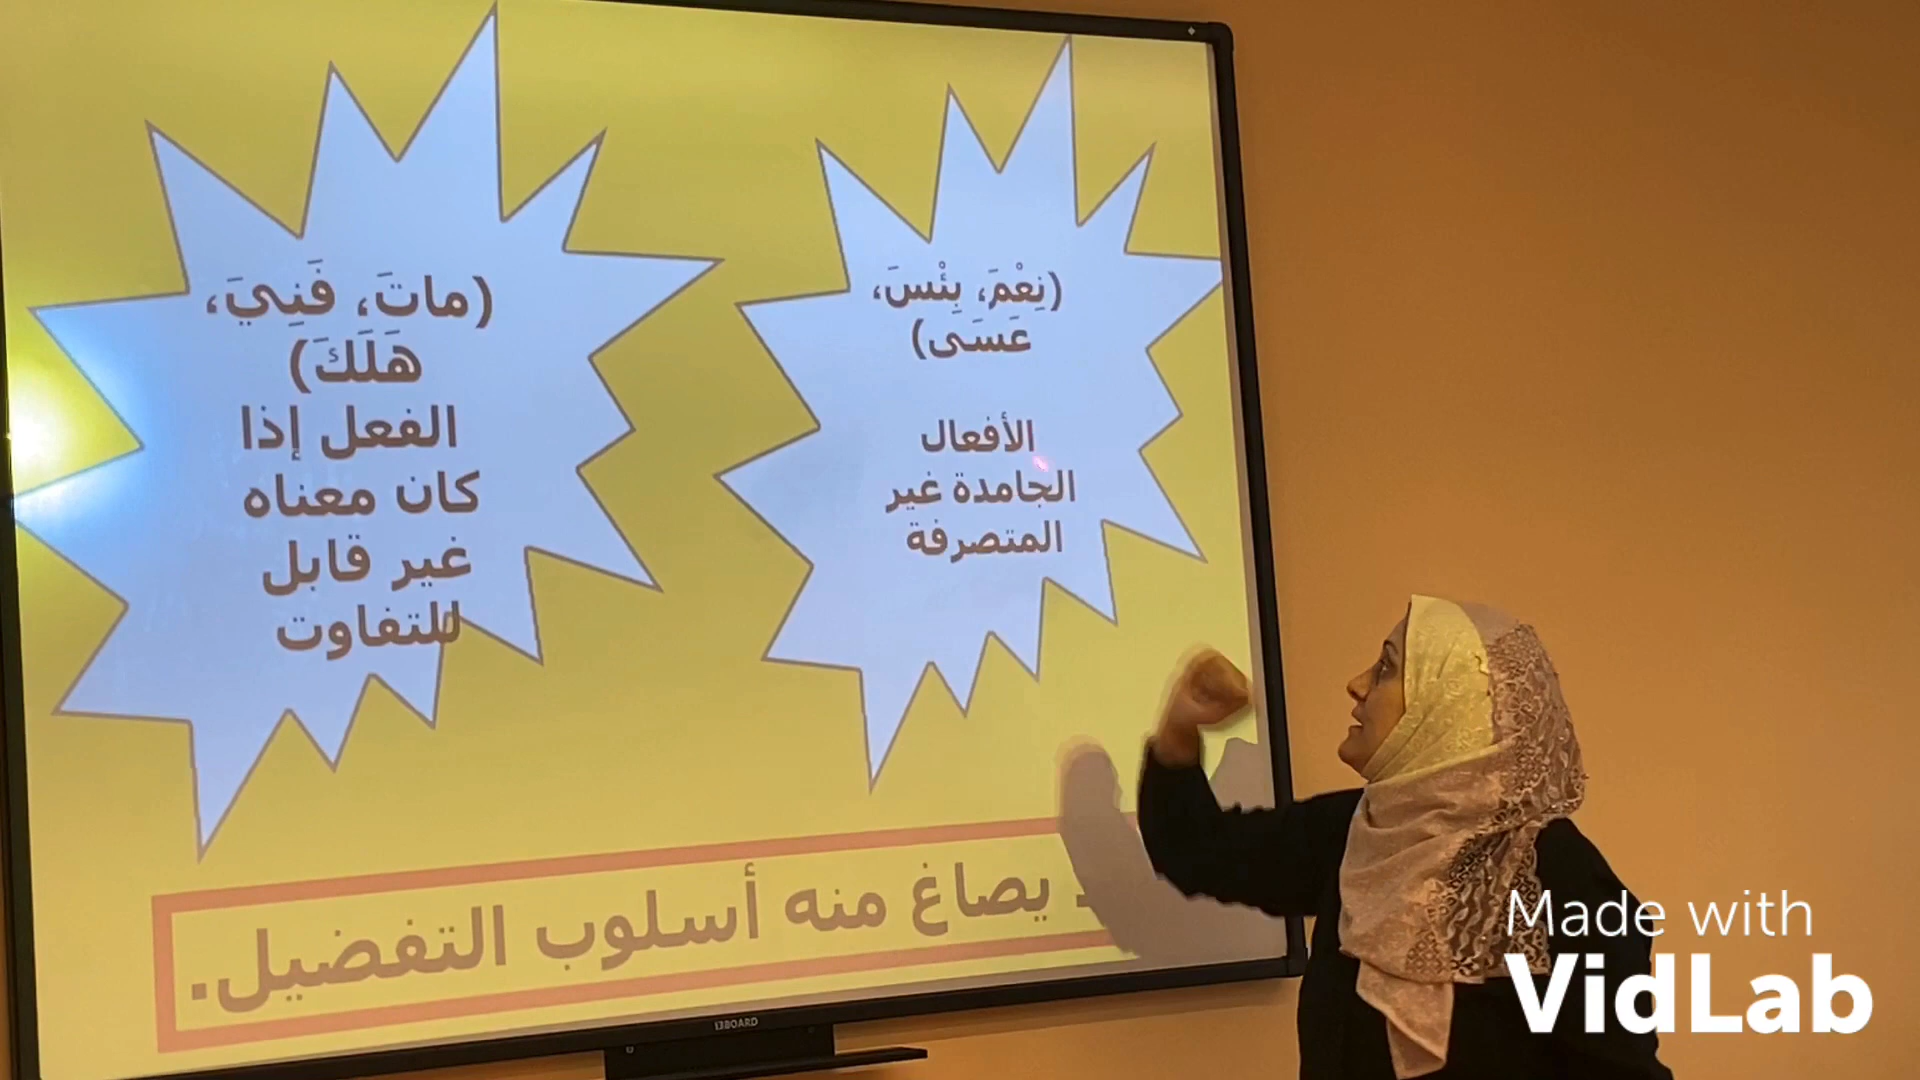 (نِعْمَ، بِئْسَ،
عَسَى)
الأفعال
الجامدة غير
المتصرفة
(ماتَ، فَنِيَ،
هَلَكَ)
الفعل إذا
كان معناه
غير قابل
للتفاوت
يصاغ منه أسلوب التفضيل.
I3BOARD
Made with
VidLab